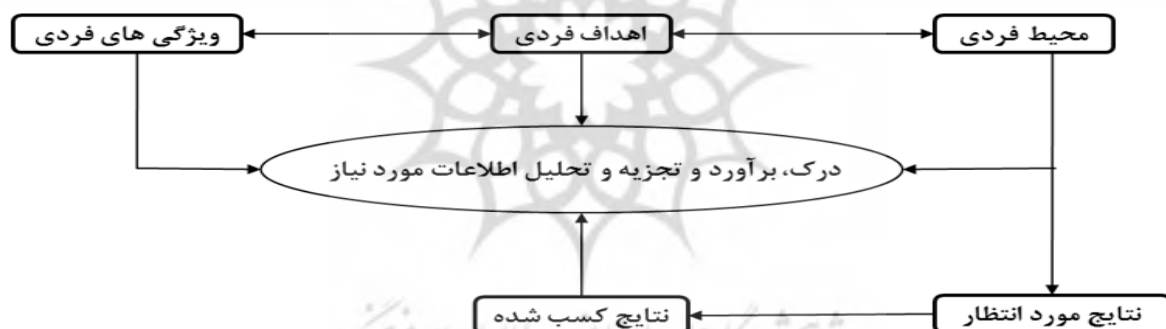 محیط فردی
اهداف فردی
ویژگی های فردی
درک، برآورد و تجزیه و تحلیل اطلاعات مورد نیاز
نتایج مورد انتظار
نتایج کسب شده